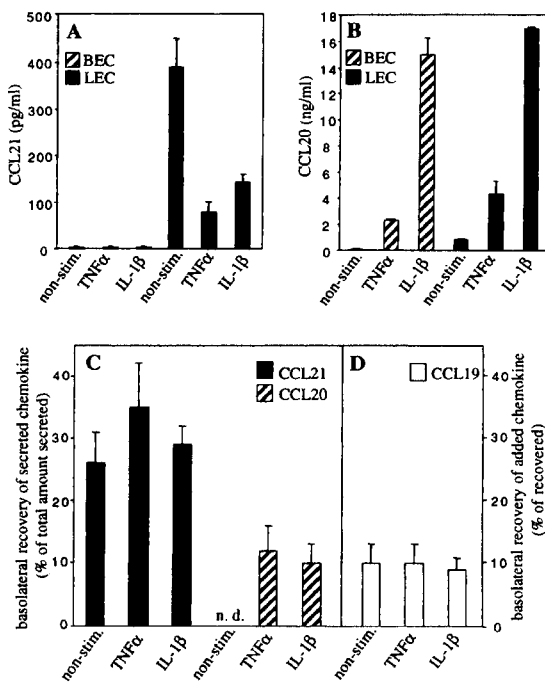 A
BEC
LEC
CCL21 (pg/ml)
500
400
300
200
100
0
non-stim.
TNFα
IL-1β
non-stim.
TNFα
IL-1β
B
BEC
LEC
CCL20 (ng/ml)
18
16
14
12
10
8
6
4
2
0
non-stim.
TNFα
IL-1β
non-stim.
TNFα
IL-1β
C
CCL21
CCL20
basolateral recovery of secreted chemokine
(% of total amount secreted)
40
30
20
10
0
n. d.
non-stim.
TNFα
IL-1β
non-stim.
TNFα
IL-1β
D
CCL19
40
30
20
10
0
basolateral recovery of added chemokine
(% of recovered)
non-stim.
TNFα
IL-1β